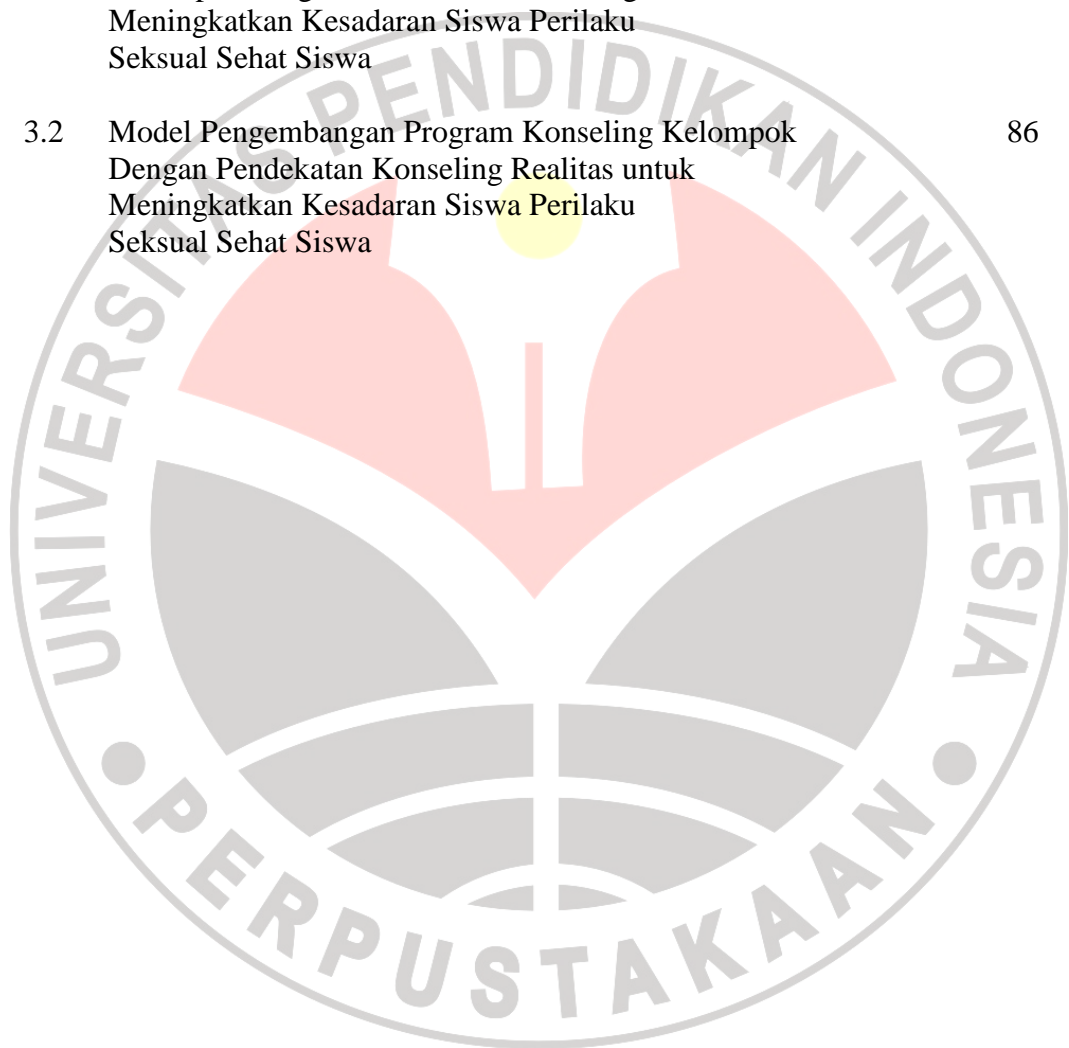 Meningkatkan Kesadaran Siswa Perilaku
Seksual Sehat Siswa
3.2 Model Pengembangan Program Konseling Kelompok 86
Dengan Pendekatan Konseling Realitas untuk
Meningkatkan Kesadaran Siswa Perilaku
Seksual Sehat Siswa
UNIVERSITAS PENDIDIKAN INDONESIA
PERPUSTAKAAN